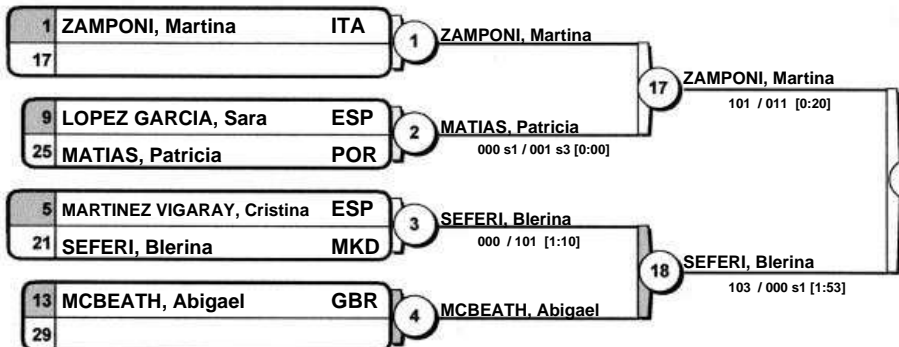 1 ZAMPONI, Martina ITA
17
1 ZAMPONI, Martina
9 LOPEZ GARCIA, Sara ESP
25 MATIAS, Patricia POR
2 MATIAS, Patricia
000 s1 / 001 s3 [0:00]
17 ZAMPONI, Martina
101 / 011 [0:20]
5 MARTINEZ VIGARAY, Cristina ESP
21 SEFERI, Blerina MKD
3 SEFERI, Blerina
000 / 101 [1:10]
13 MCBEATH, Abigael GBR
29
4 MCBEATH, Abigael
18 SEFERI, Blerina
103 / 000 s1 [1:53]